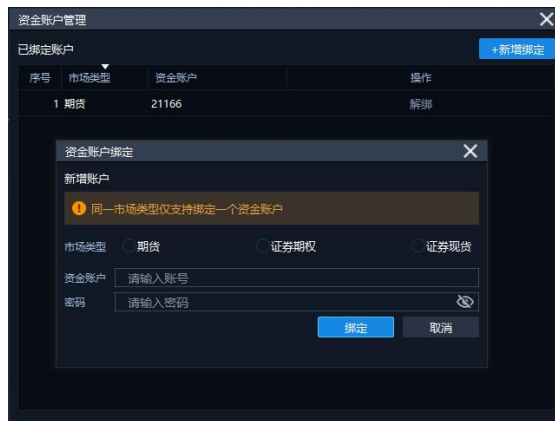 资金账户管理
已绑定账户
+新增绑定
序号 市场类型 资金账户 操作
1 期货 21166 解绑
资金账户绑定
新增账户
同一市场类型仅支持绑定一个资金账户
市场类型 期货 证券期权 证券现货
资金账户 请输入账号
密码 请输入密码
绑定 取消